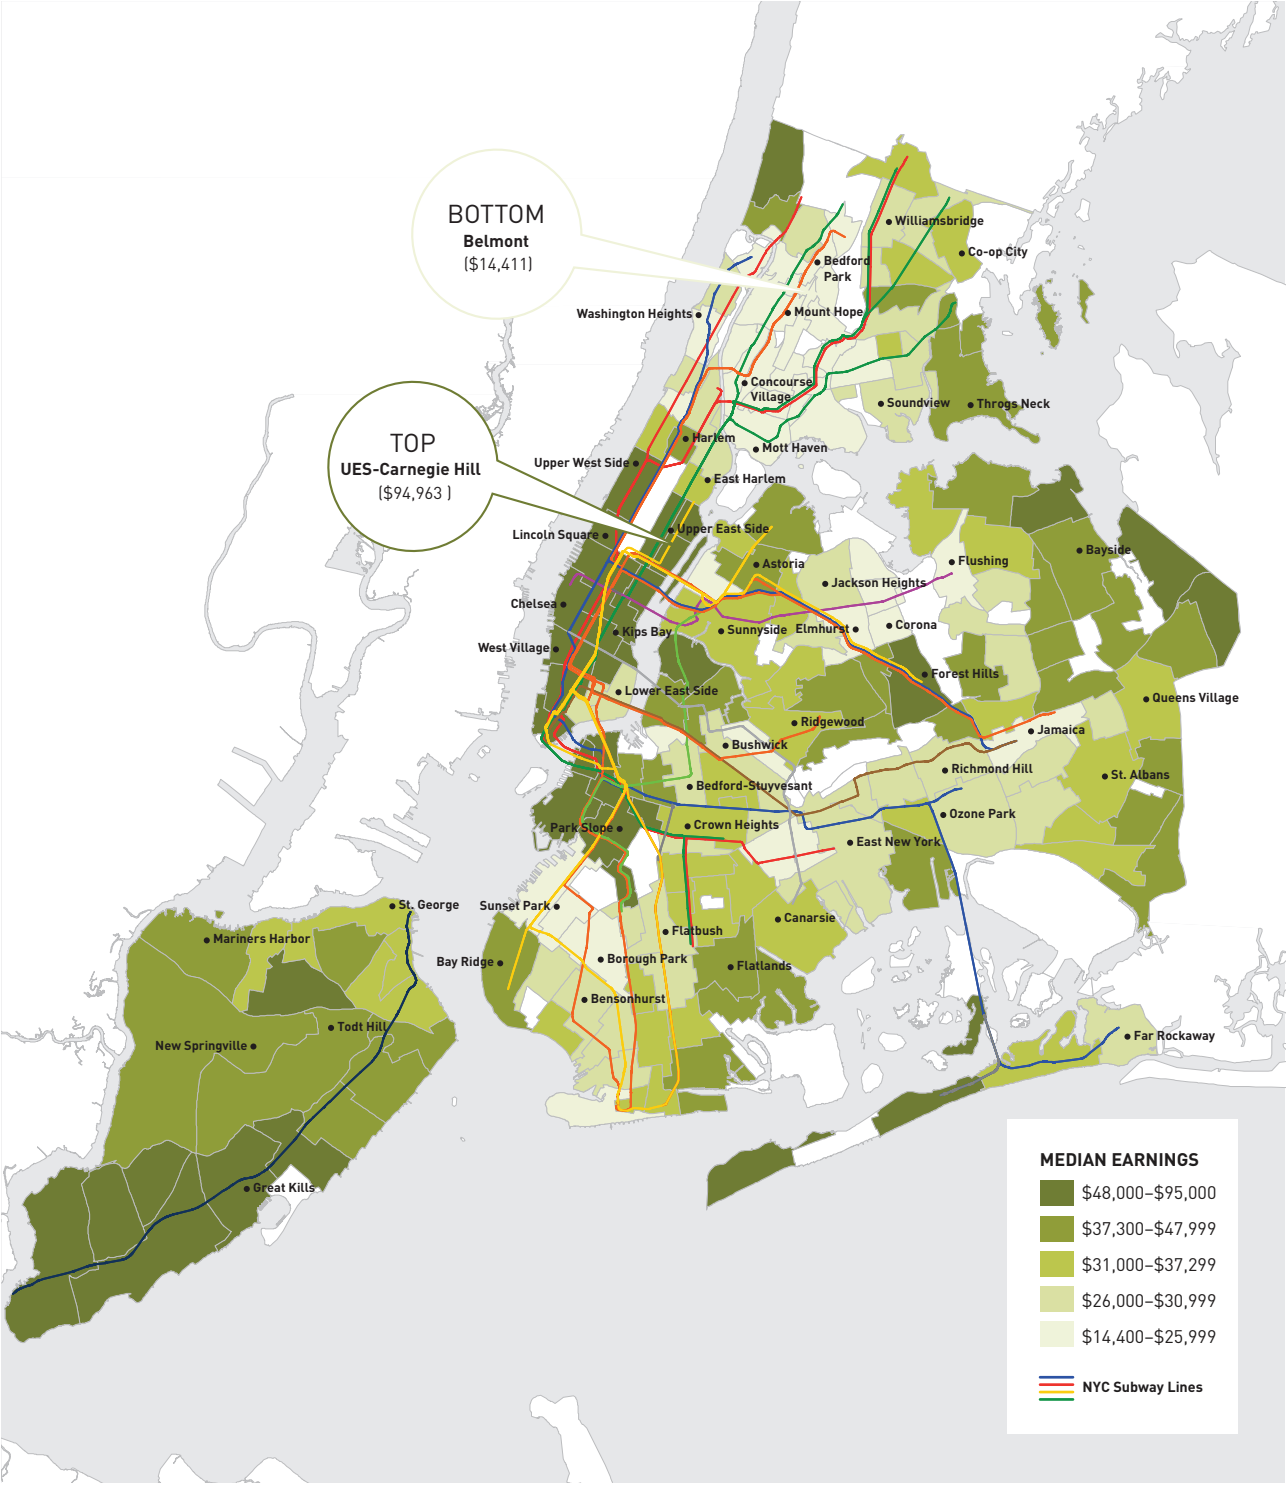 BOTTOM
Belmont
($14,411)
TOP
UES-Carnegie Hill
($94,963 )
Williamsbridge
Co-op City
Bedford
Park
Washington Heights
Mount Hope
Concourse
Village
Soundview
Throgs Neck
Harlem
Mott Haven
Upper West Side
East Harlem
Lincoln Square
Upper East Side
Bayside
Astoria
Flushing
Jackson Heights
Chelsea
Kips Bay
Sunnyside
Elmhurst
Corona
West Village
Forest Hills
Lower East Side
Queens Village
Ridgewood
Jamaica
Bushwick
Richmond Hill
St. Albans
Bedford-Stuyvesant
Ozone Park
Park Slope
Crown Heights
East New York
St. George
Sunset Park
Canarsie
Mariners Harbor
Flatbush
Bay Ridge
Borough Park
Flatlands
Bensonhurst
Todt Hill
New Springville
Far Rockaway
Great Kills
MEDIAN EARNINGS
$48,000–$95,000
$37,300–$47,999
$31,000–$37,299
$26,000–$30,999
$14,400–$25,999
NYC Subway Lines